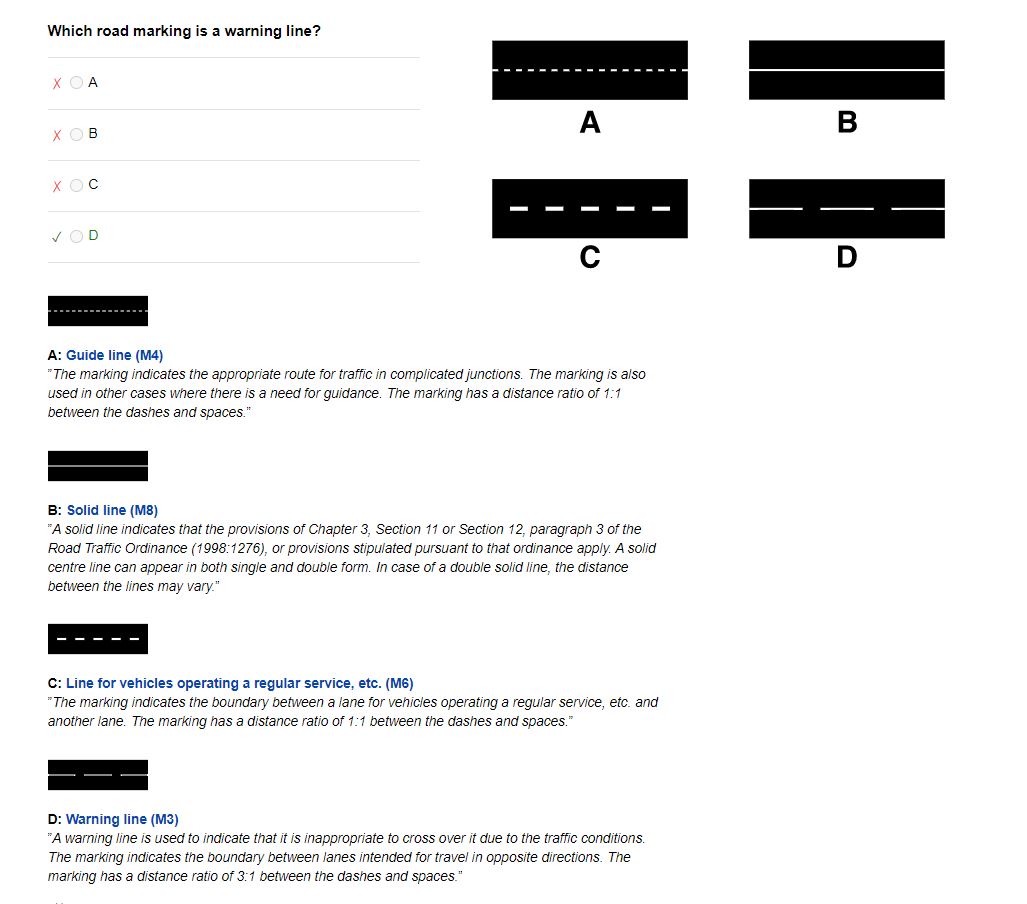 Which road marking is a warning line?
A
B
C
D
A
B
C
D
A: Guide line (M4)
"The marking indicates the appropriate route for traffic in complicated junctions. The marking is also
used in other cases where there is a need for guidance. The marking has a distance ratio of 1:1
between the dashes and spaces."
B: Solid line (M8)
"A solid line indicates that the provisions of Chapter 3, Section 11 or Section 12, paragraph 3 of the
Road Traffic Ordinance (1998:1276), or provisions stipulated pursuant to that ordinance apply. A solid
centre line can appear in both single and double form. In case of a double solid line, the distance
between the lines may vary."
C: Line for vehicles operating a regular service, etc. (M6)
"The marking indicates the boundary between a lane for vehicles operating a regular service, etc. and
another lane. The marking has a distance ratio of 1:1 between the dashes and spaces."
D: Warning line (M3)
"A warning line is used to indicate that it is inappropriate to cross over it due to the traffic conditions.
The marking indicates the boundary between lanes intended for travel in opposite directions. The
marking has a distance ratio of 3:1 between the dashes and spaces."